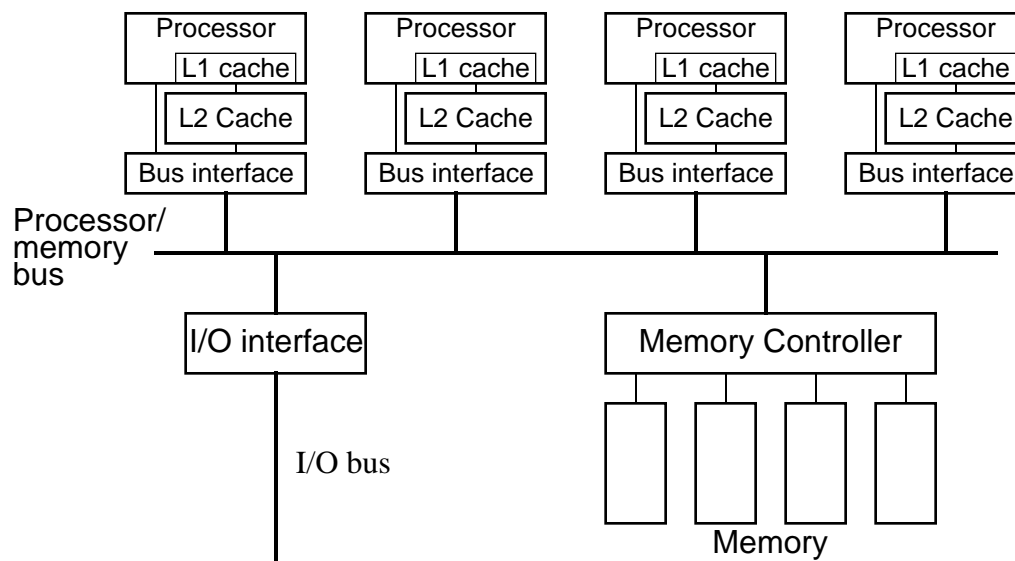 Processor
Processor
Processor
Processor
L1 cache
L1 cache
L1 cache
L1 cache
L2 Cache
L2 Cache
L2 Cache
L2 Cache
Bus interface
Bus interface
Bus interface
Bus interface
Processor/
memory
bus
I/O interface
Memory Controller
I/O bus
Memory